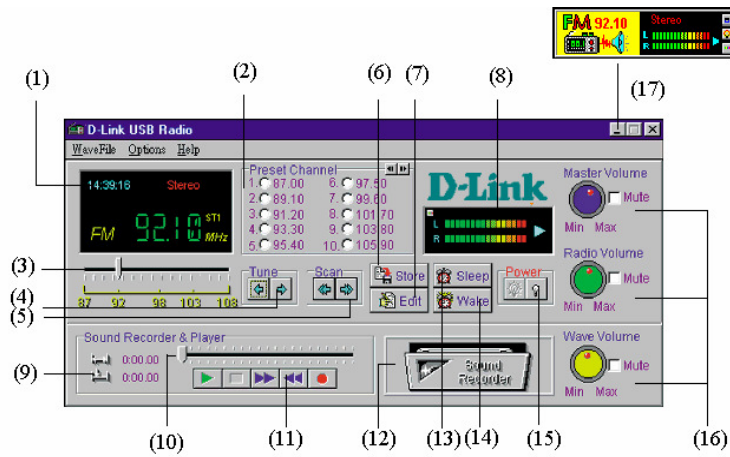 FM 92.10
Stereo
L
R
(1)
(2)
(6)
(7)
(8)
(17)
D-Link USB Radio
WaveFile Options Help
14:39:16 Stereo
FM 92.10 ST1 MHz
Preset Channel
1. 87.00 6. 97.50
2. 89.10 7. 99.60
3. 91.20 8. 101.70
4. 93.30 9. 103.80
5. 95.40 10. 105.90
D-Link
L
R
Master Volume
Mute
Min Max
(3)
87 92 98 103 108
(4)
(5)
Tune
Scan
Store
Edit
Sleep
Wake
Power
Radio Volume
Mute
Min Max
Sound Recorder & Player
0:00.00
0:00.00
(9)
Sound
Recorder
Wave Volume
Mute
Min Max
(10)
(11)
(12)
(13)
(14)
(15)
(16)